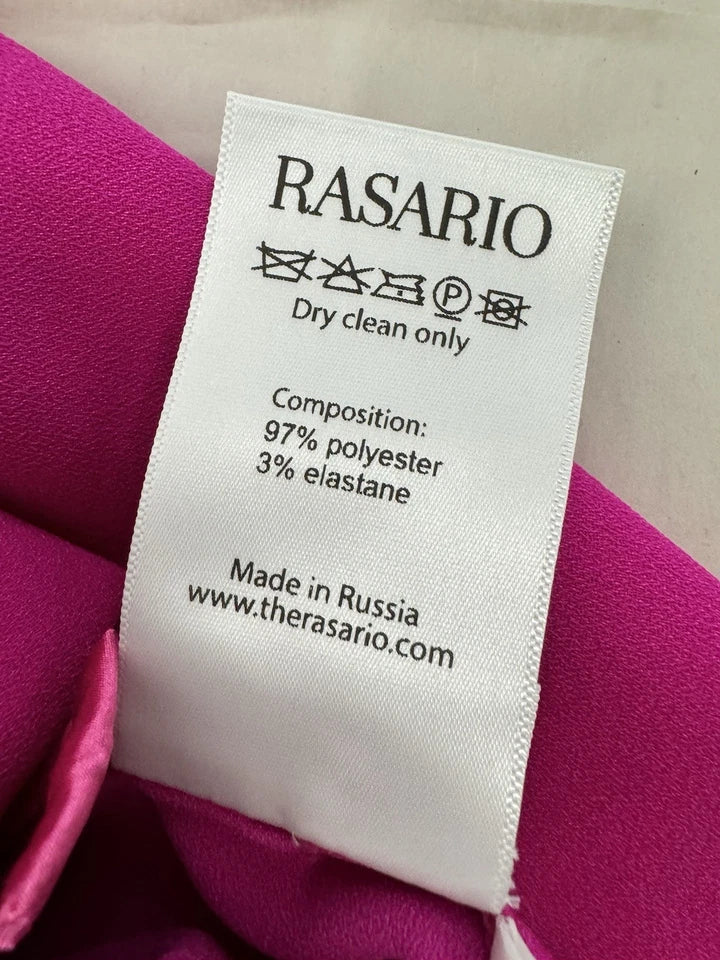 RASARIO
P
Dry clean only
Composition:
97% polyester
3% elastane
Made in Russia
www.therasario.com